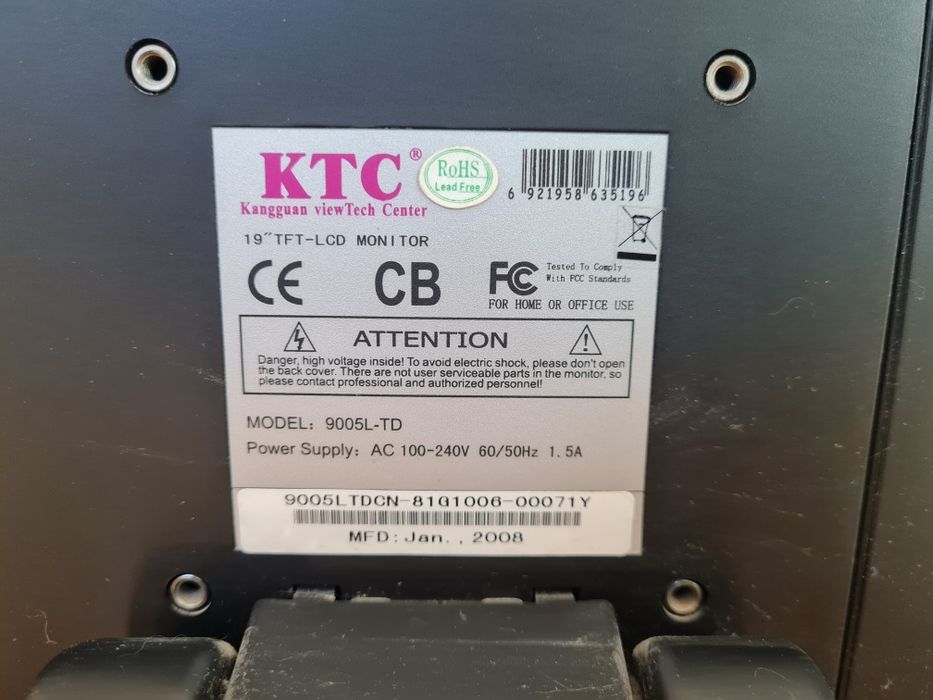 KTC®
Kangguan viewTech Center
RoHS
Lead Free
6 921958 635196
19"TFT-LCD MONITOR
CE
CB
FC
Tested To Comply
With FCC Standards
FOR HOME OR OFFICE USE
ATTENTION
Danger, high voltage inside! To avoid electric shock, please don't open
the back cover. There are not user serviceable parts in the monitor, so
please contact professional and authorized personnel!
MODEL: 9005L-TD
Power Supply: AC 100-240V 60/50Hz 1.5A
9005LTDCN-81G1006-00071Y
MFD:Jan.,2008